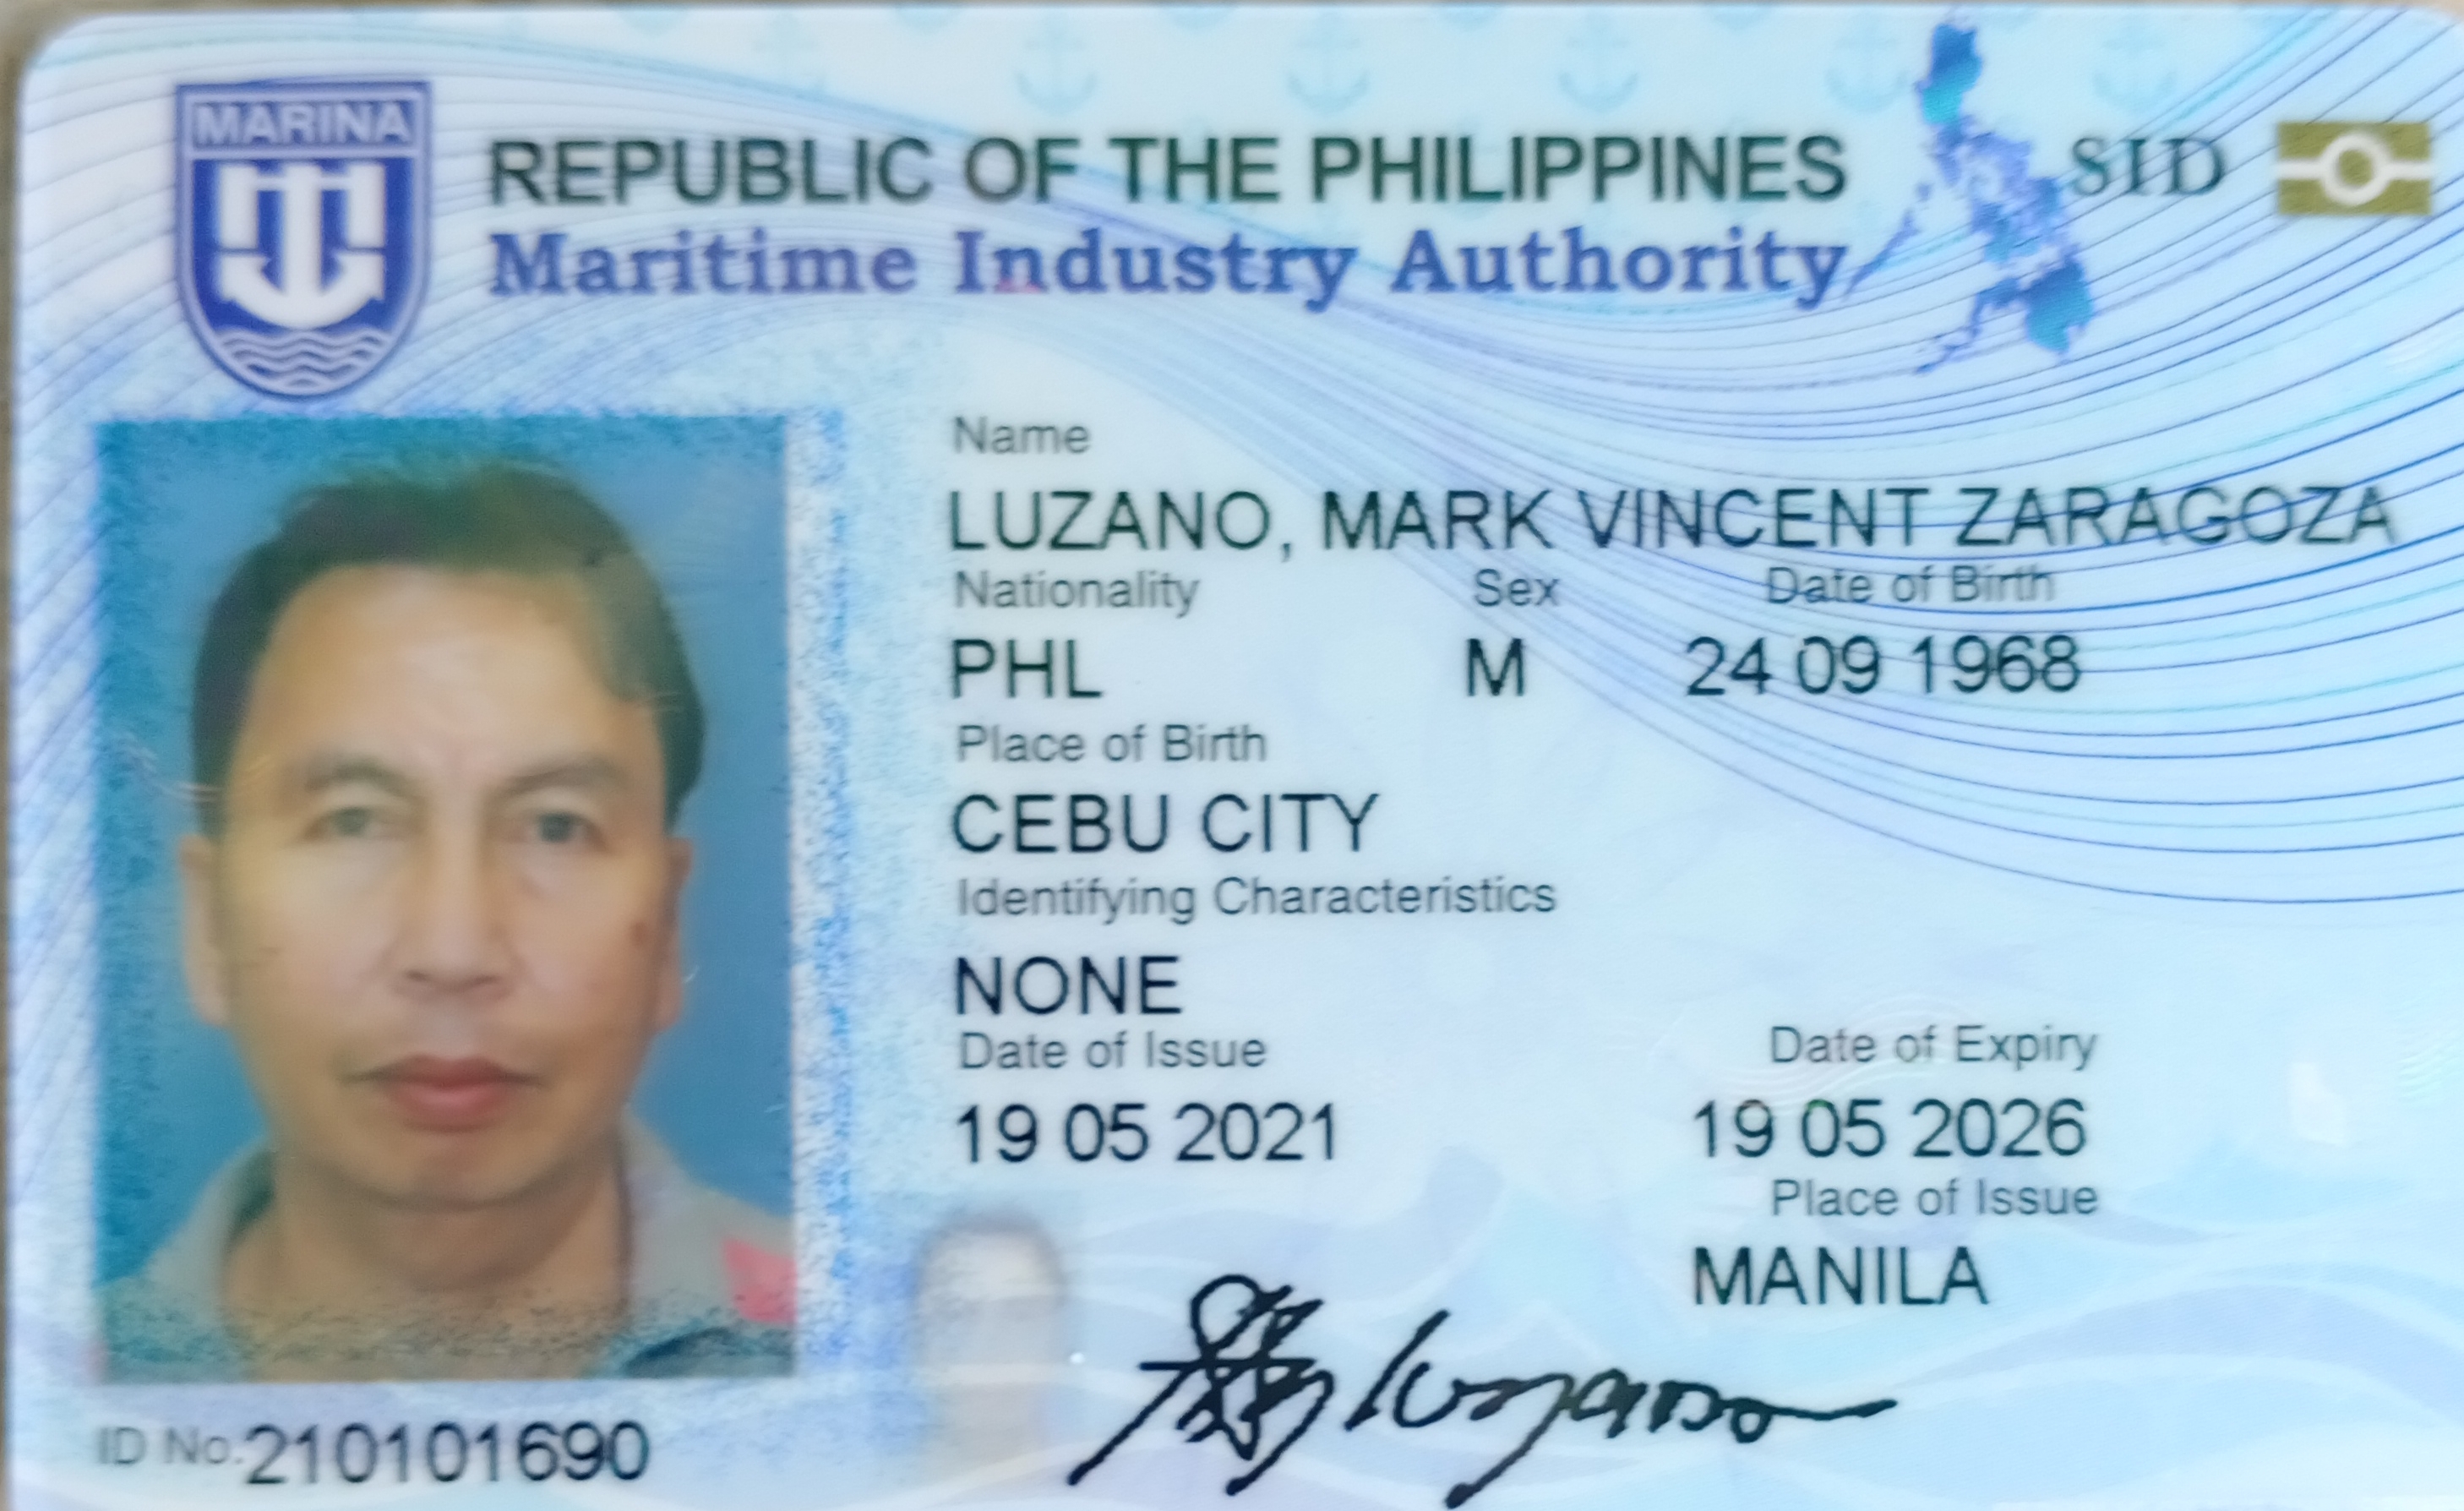 MARINA
REPUBLIC OF THE PHILIPPINES
Maritime Industry Authority
SID
Name
LUZANO, MARK VINCENT ZARAGOZA
Nationality Sex Date of Birth
PHL M 24 09 1968
Place of Birth
CEBU CITY
Identifying Characteristics
NONE
Date of Issue Date of Expiry
19 05 2021 19 05 2026
Place of Issue
MANILA
ID No. 210101690